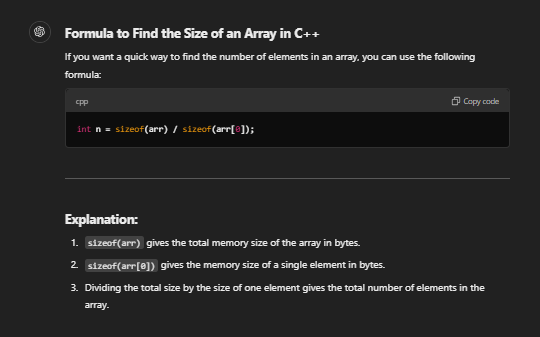 Formula to Find the Size of an Array in C++
If you want a quick way to find the number of elements in an array, you can use the following
formula:
cpp
Copy code
int n = sizeof(arr) / sizeof(arr[0]);
Explanation:
1. sizeof(arr) gives the total memory size of the array in bytes.
2. sizeof(arr[0]) gives the memory size of a single element in bytes.
3. Dividing the total size by the size of one element gives the total number of elements in the
array.